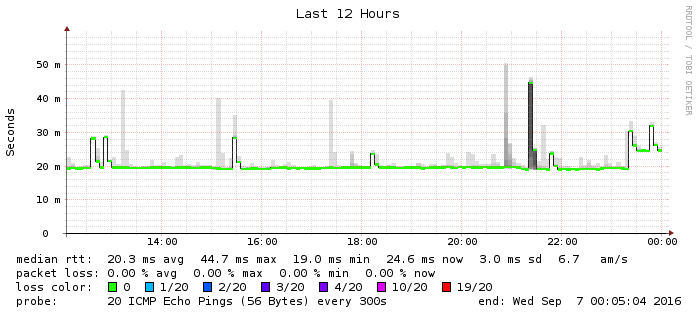 Last 12 Hours
RRDTOOL / TOBI OETIKER
Seconds
50 m
40 m
30 m
20 m
10 m
0
14:00 16:00 18:00 20:00 22:00 00:00
median rtt: 20.3 ms avg 44.7 ms max 19.0 ms min 24.6 ms now 3.0 ms sd 6.7 am/s
packet loss: 0.00 % avg 0.00 % max 0.00 % min 0.00 % now
loss color: 0 1/20 2/20 3/20 4/20 10/20 19/20
probe: 20 ICMP Echo Pings (56 Bytes) every 300s end: Wed Sep 7 00:05:04 2016